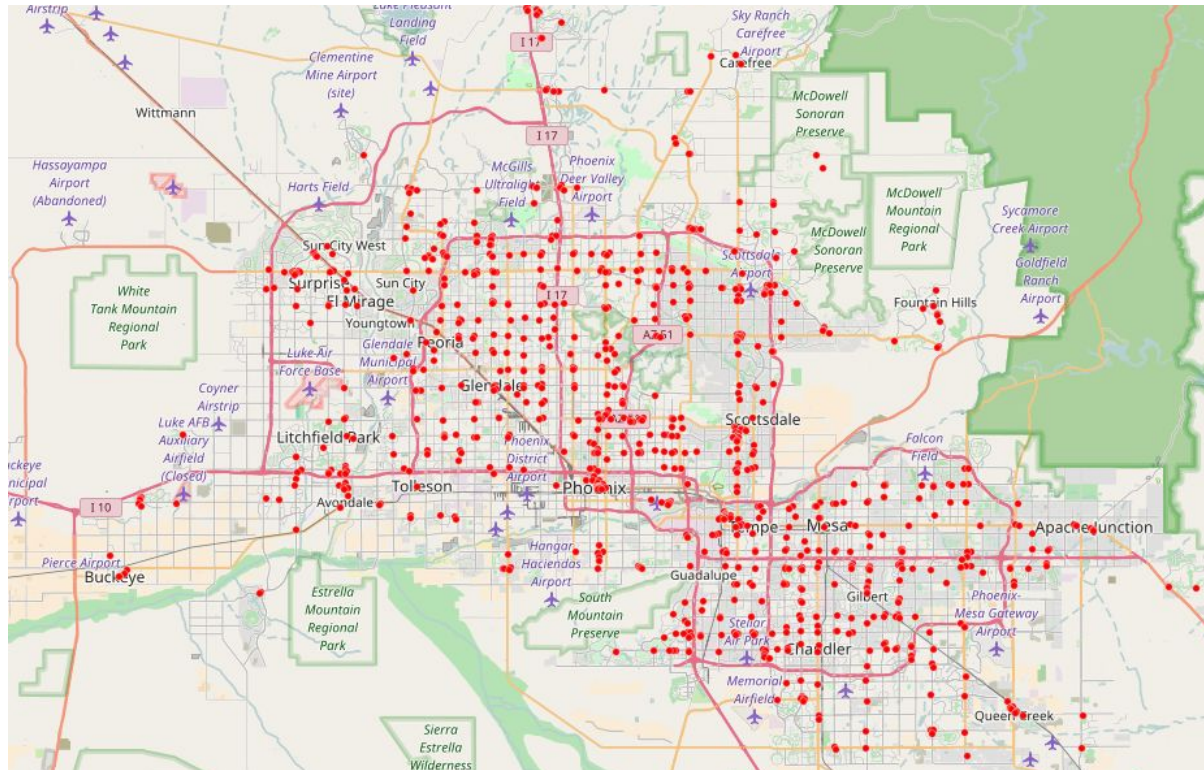 Airstrip
Lake Pleasant
Landing
Field
I 17
Sky Ranch
Carefree
Airport
Carefree
Clementine
Mine Airport
(site)
Wittmann
McDowell
Sonoran
Preserve
I 17
Hassayampa
Airport
(Abandoned)
Harts Field
McGills
Ultralight
Field
Phoenix
Deer Valley
Airport
McDowell
Mountain
Regional
Park
Sycamore
Creek Airport
McDowell
Sonoran
Preserve
Sun City West
Scottsdale
Airport
Goldfield
Ranch
Airport
White
Tank Mountain
Regional
Park
Surprise
Sun City
El Mirage
I 17
Fountain Hills
Youngtown
Peoria
AZ 51
Glendale
Municipal
Airport
Luke Air
Force Base
Coyner
Airstrip
Glendale
Luke AFB
Auxiliary
Airfield
(Closed)
Litchfield Park
Scottsdale
Phoenix
District
Airport
Falcon
Field
Tolleson
Phoenix
Avondale
I 10
Tempe
Mesa
Apache Junction
Pierce Airport
Buckeye
Hangar
Haciendas
Airport
Guadalupe
Estrella
Mountain
Regional
Park
South
Mountain
Preserve
Gilbert
Phoenix-
Mesa Gateway
Airport
Stellar
Air Park
Chandler
Memorial
Airfield
Queen Creek
Sierra
Estrella
Wilderness